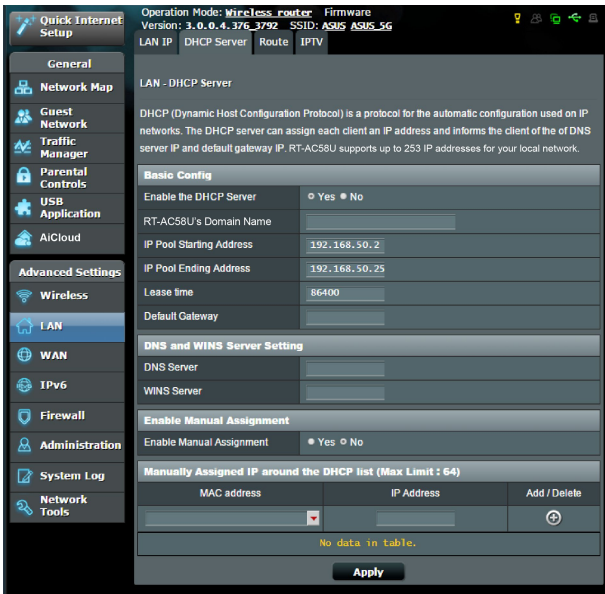 Quick Internet
Setup
Operation Mode: Wireless router Firmware
Version: 3.0.0.4.376_3792 SSID: ASUS ASUS_5G
LAN IP DHCP Server Route IPTV
General
Network Map
Guest
Network
Traffic
Manager
Parental
Controls
USB
Application
AiCloud
Advanced Settings
Wireless
LAN
WAN
IPv6
Firewall
Administration
System Log
Network
Tools
LAN - DHCP Server
DHCP (Dynamic Host Configuration Protocol) is a protocol for the automatic configuration used on IP
networks. The DHCP server can assign each client an IP address and informs the client of the of DNS
server IP and default gateway IP. RT-AC58U supports up to 253 IP addresses for your local network.
Basic Config
Enable the DHCP Server Yes No
RT-AC58U's Domain Name
IP Pool Starting Address 192.168.50.2
IP Pool Ending Address 192.168.50.25
Lease time 86400
Default Gateway
DNS and WINS Server Setting
DNS Server
WINS Server
Enable Manual Assignment
Enable Manual Assignment Yes No
Manually Assigned IP around the DHCP list (Max Limit : 64)
MAC address IP Address Add / Delete
No data in table.
Apply